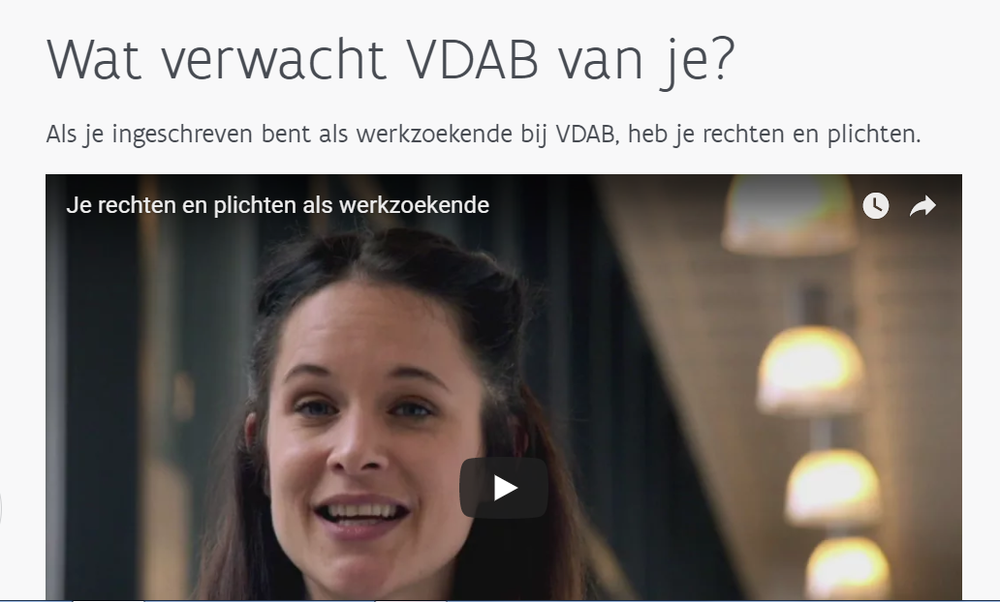 Wat verwacht VDAB van je?
Als je ingeschreven bent als werkzoekende bij VDAB, heb je rechten en plichten.
Je rechten en plichten als werkzoekende